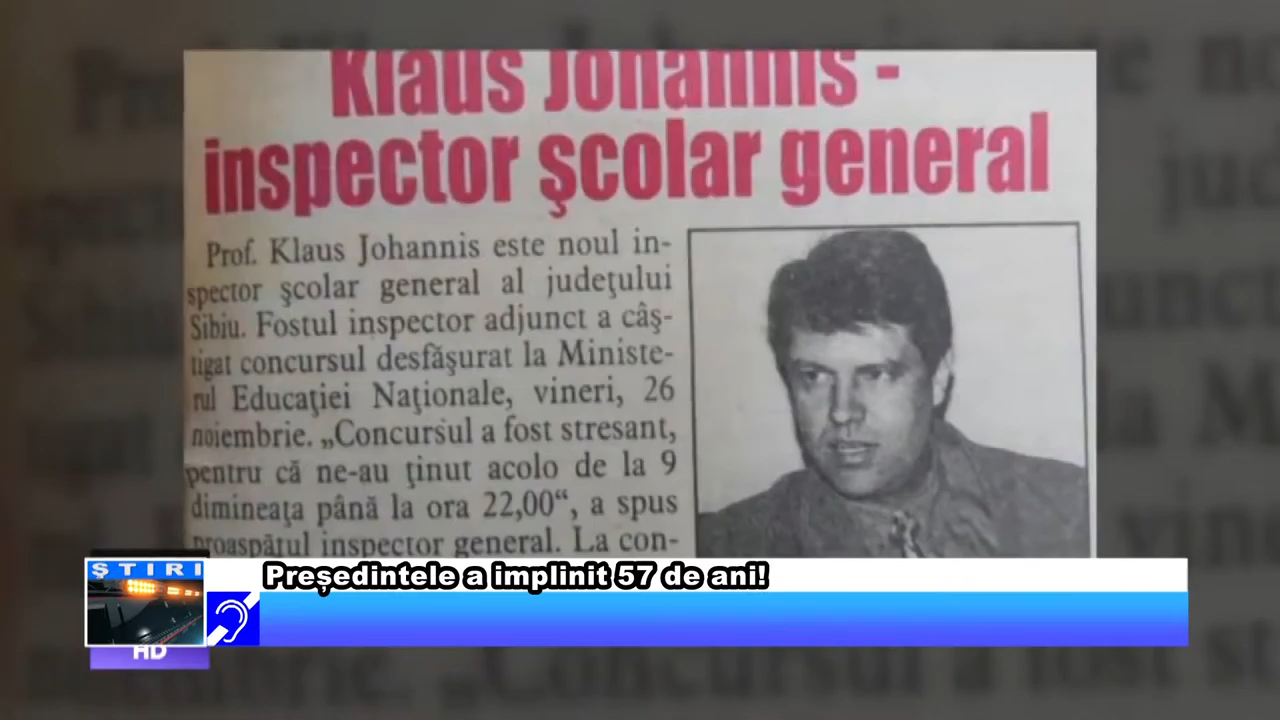 Klaus Johannis -
inspector şcolar general
Prof. Klaus Johannis este noul in-
spector şcolar general al judeţului
Sibiu. Fostul inspector adjunct a câş-
tigat concursul desfăşurat la Ministe-
rul Educaţiei Naţionale, vineri, 26
noiembrie. „Concursul a fost stresant,
pentru că ne-au ţinut acolo de la 9
dimineaţa până la ora 22,00“, a spus
proaspătul inspector general. La con-
Președintele a implinit 57 de ani!
ŞTIRI
HD